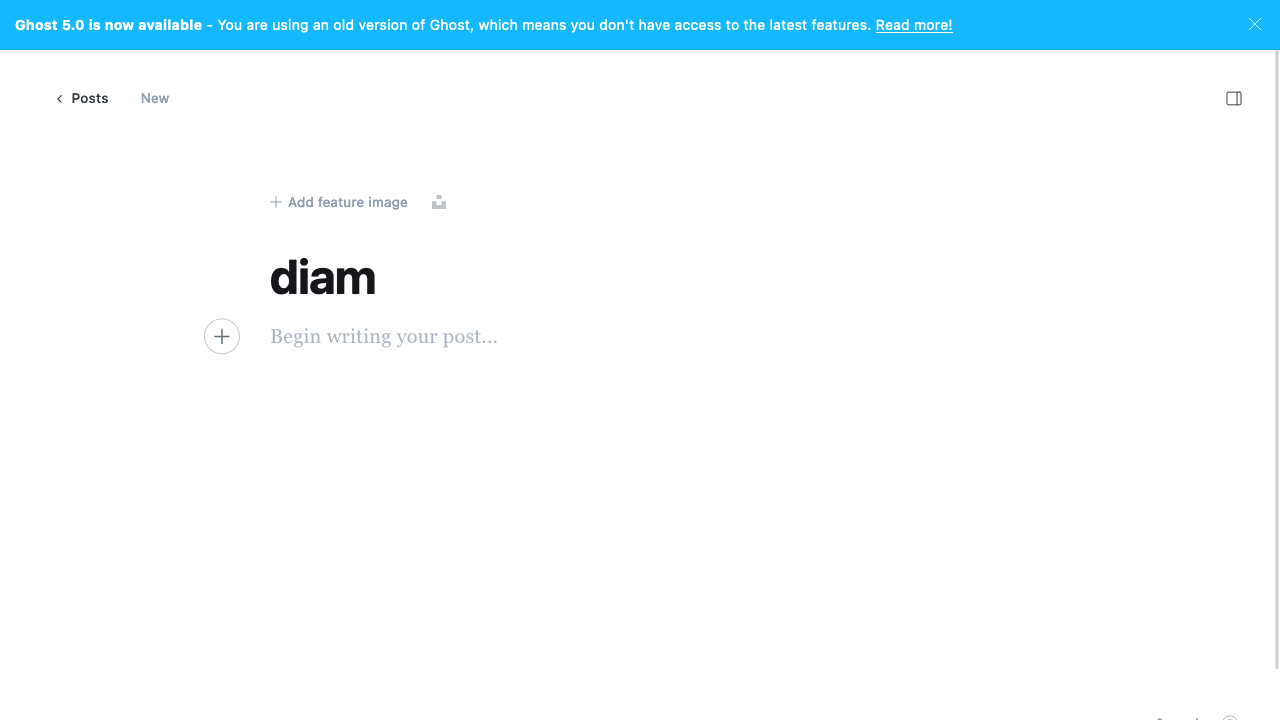 Ghost 5.0 is now available - You are using an old version of Ghost, which means you don't have access to the latest features. Read more!
Posts New
Add feature image
diam
Begin writing your post...